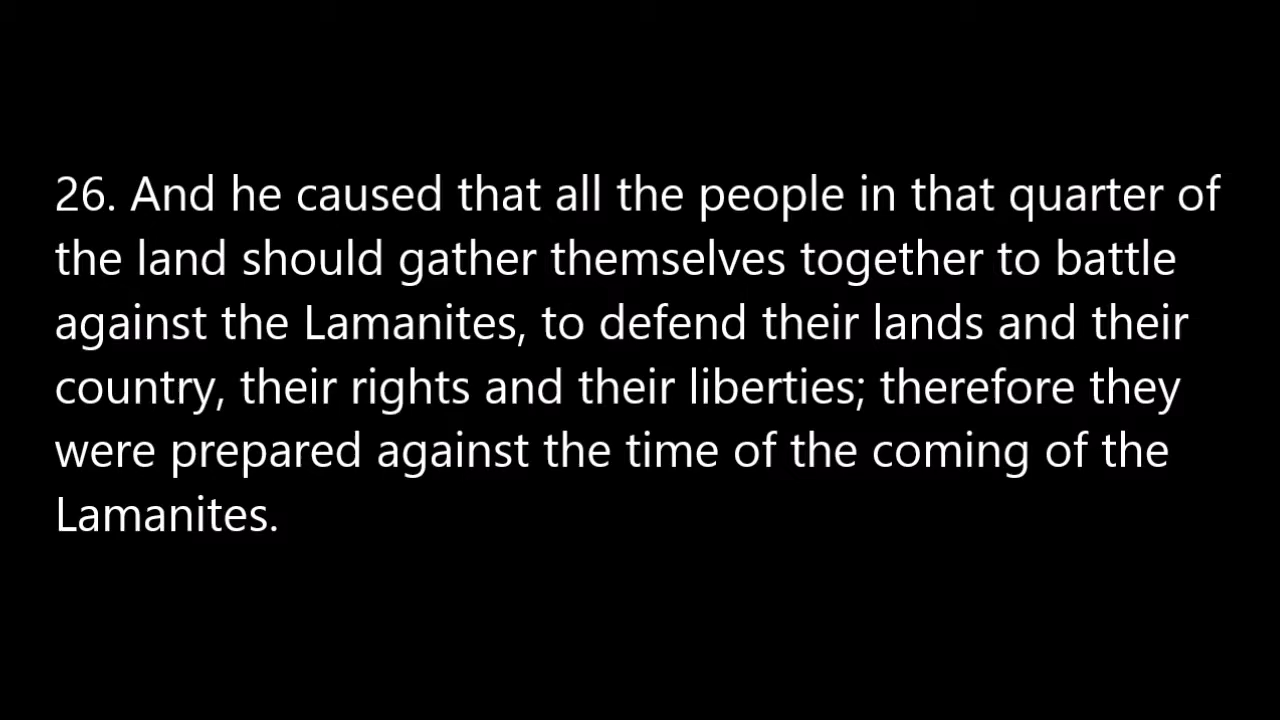 26. And he caused that all the people in that quarter of
the land should gather themselves together to battle
against the Lamanites, to defend their lands and their
country, their rights and their liberties; therefore they
were prepared against the time of the coming of the
Lamanites.